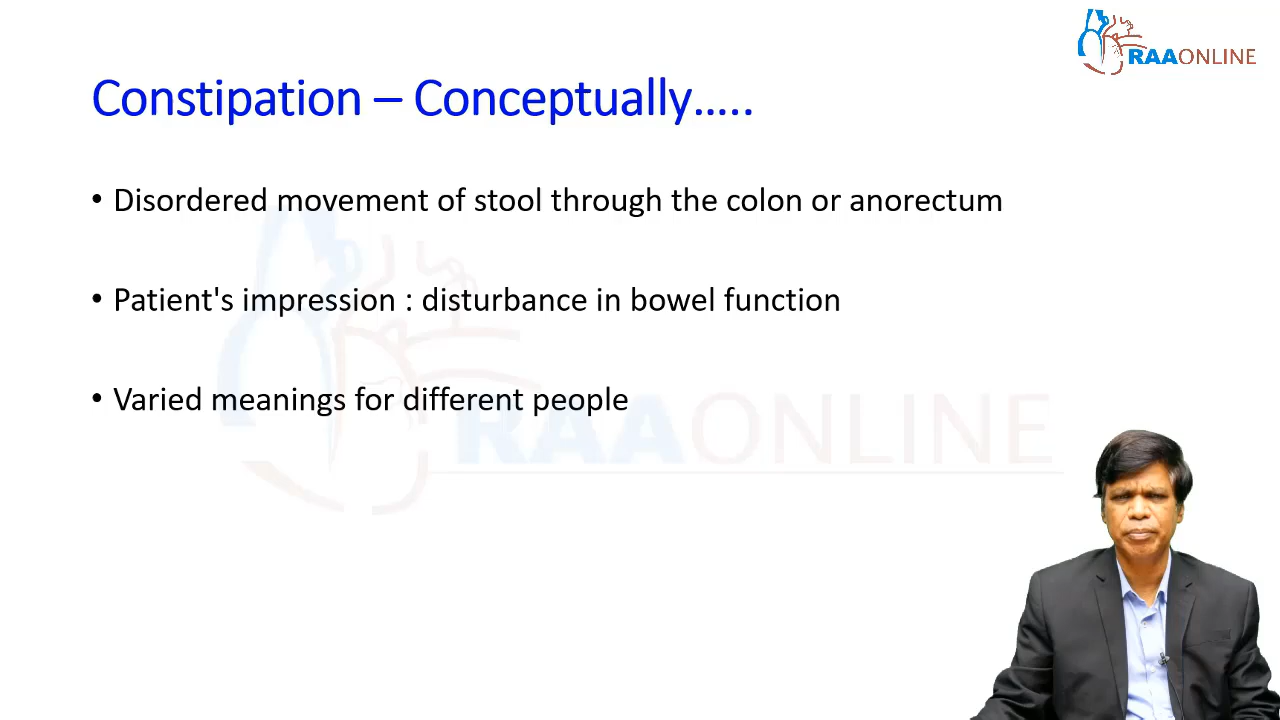 RAAONLINE
Constipation – Conceptually.....
• Disordered movement of stool through the colon or anorectum
• Patient's impression : disturbance in bowel function
• Varied meanings for different people
RAAONLINE